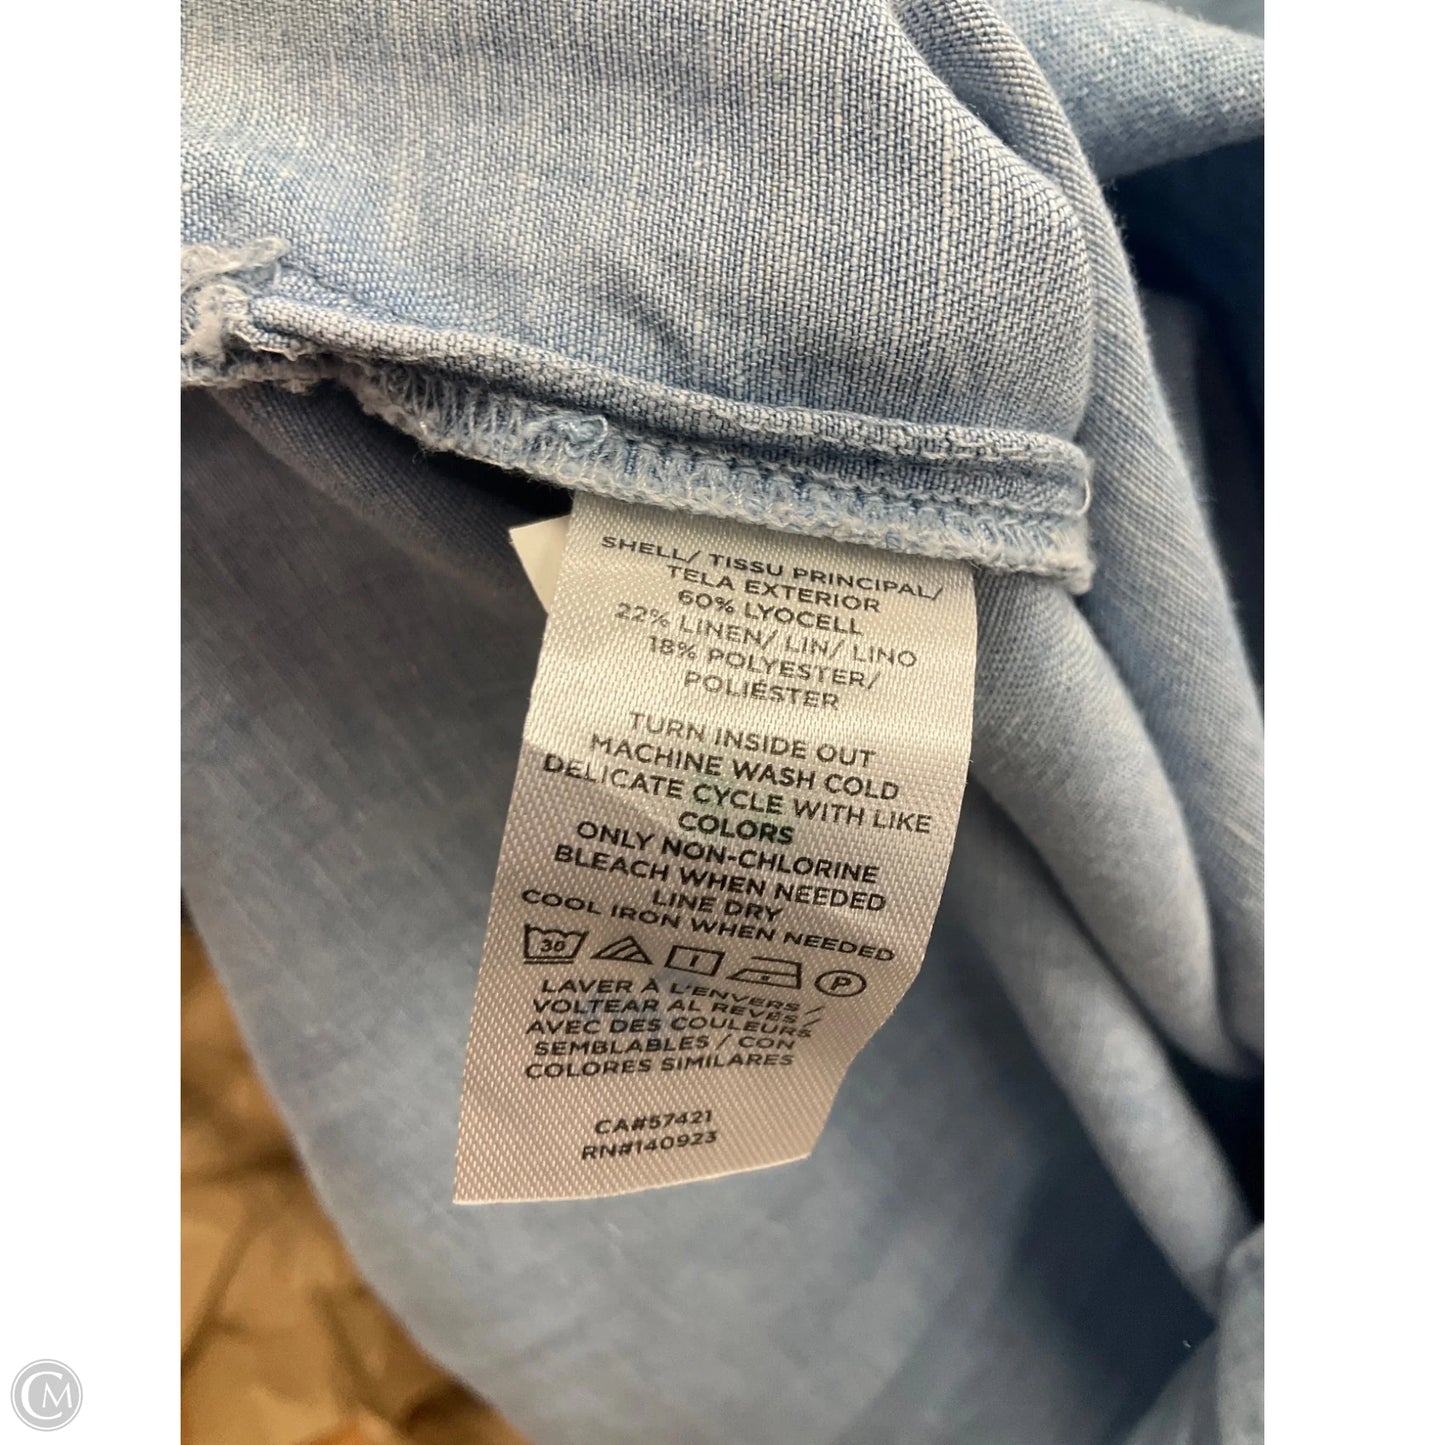 SHELL/ TISSU PRINCIPAL/
TELA EXTERIOR
60% LYOCELL
22% LINEN/ LIN/ LINO
18% POLYESTER/
POLIÉSTER
TURN INSIDE OUT
MACHINE WASH COLD
DELICATE CYCLE WITH LIKE
COLORS
ONLY NON-CHLORINE
BLEACH WHEN NEEDED
LINE DRY
COOL IRON WHEN NEEDED
30 P
LAVER À L'ENVERS /
VOLTEAR AL REVÉS /
AVEC DES COULEURS
SEMBLABLES / CON
COLORES SIMILARES
CA#57421
RN#140923
CM